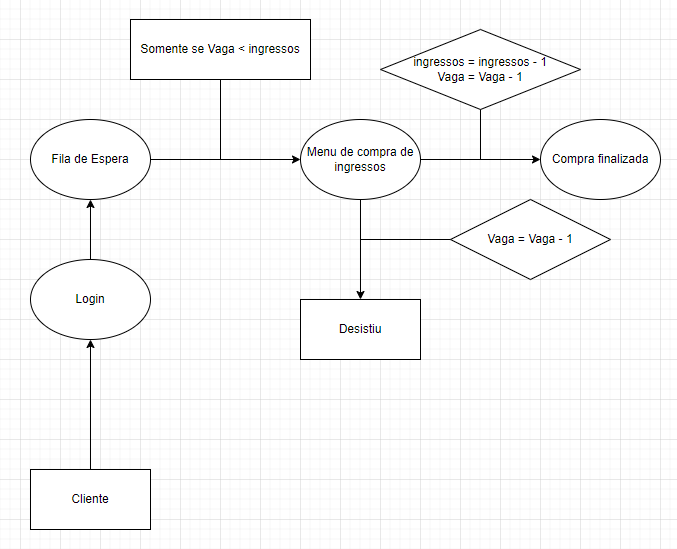 Somente se Vaga < ingressos
ingressos = ingressos - 1
Vaga = Vaga - 1
Fila de Espera
Menu de compra de
ingressos
Compra finalizada
Vaga = Vaga - 1
Login
Desistiu
Cliente